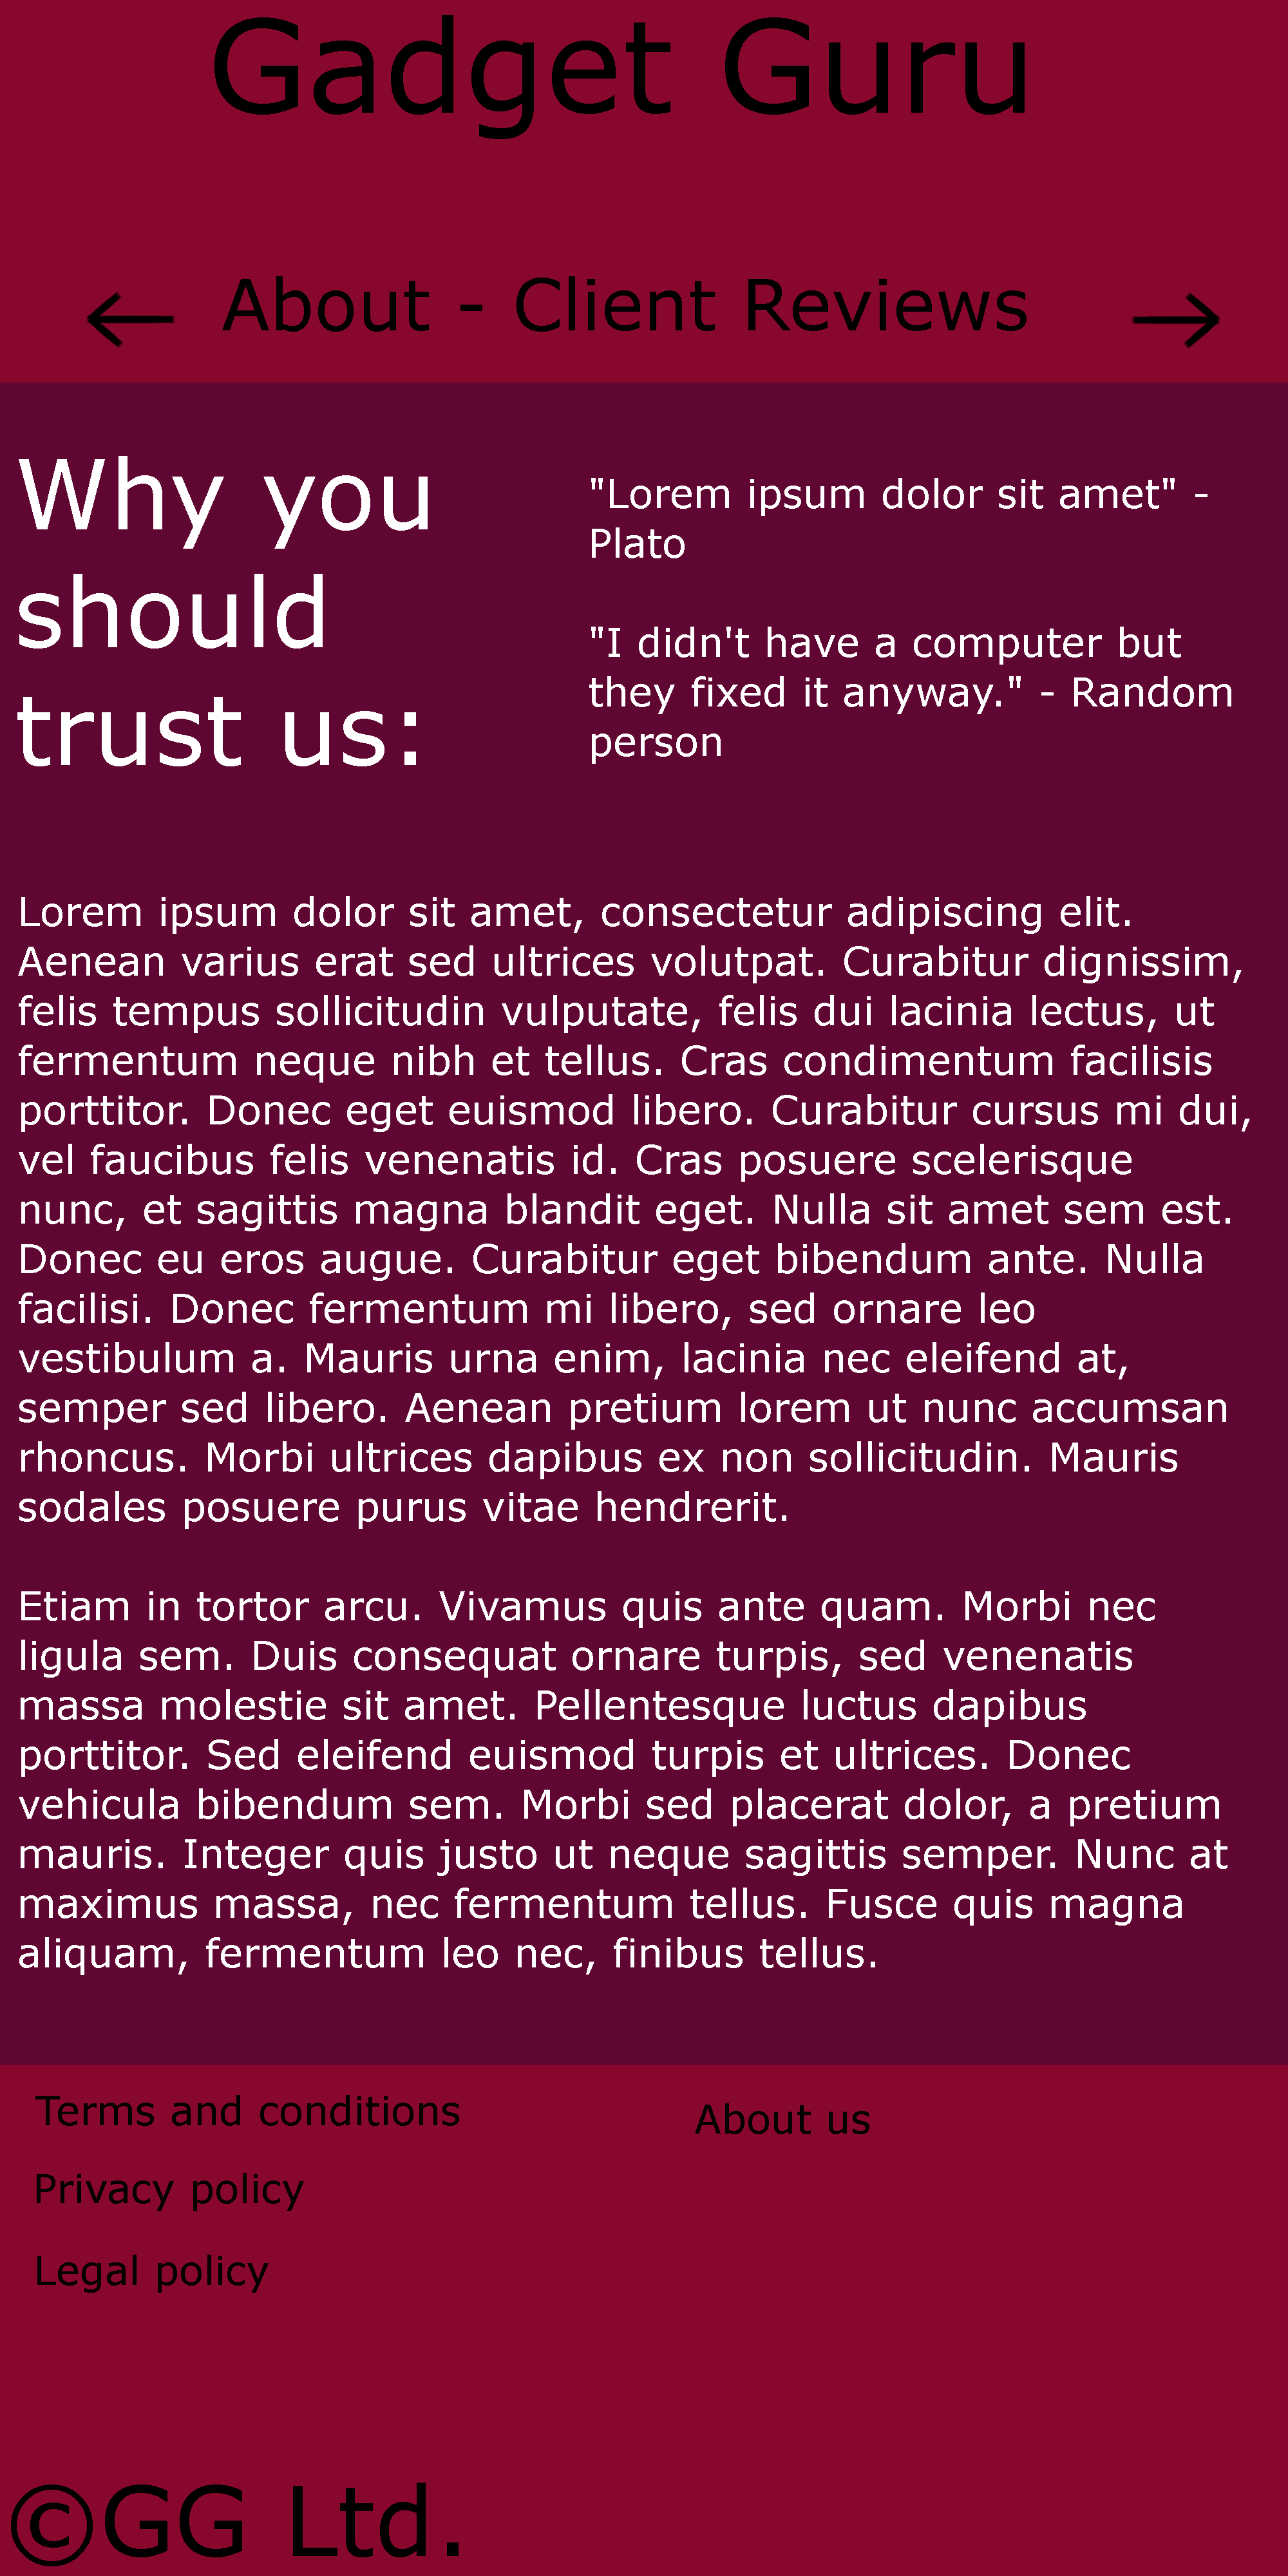 Gadget Guru
← About - Client Reviews →
Why you
should
trust us:
"Lorem ipsum dolor sit amet" -
Plato
"I didn't have a computer but
they fixed it anyway." - Random
person
Lorem ipsum dolor sit amet, consectetur adipiscing elit.
Aenean varius erat sed ultrices volutpat. Curabitur dignissim,
felis tempus sollicitudin vulputate, felis dui lacinia lectus, ut
fermentum neque nibh et tellus. Cras condimentum facilisis
porttitor. Donec eget euismod libero. Curabitur cursus mi dui,
vel faucibus felis venenatis id. Cras posuere scelerisque
nunc, et sagittis magna blandit eget. Nulla sit amet sem est.
Donec eu eros augue. Curabitur eget bibendum ante. Nulla
facilisi. Donec fermentum mi libero, sed ornare leo
vestibulum a. Mauris urna enim, lacinia nec eleifend at,
semper sed libero. Aenean pretium lorem ut nunc accumsan
rhoncus. Morbi ultrices dapibus ex non sollicitudin. Mauris
sodales posuere purus vitae hendrerit.
Etiam in tortor arcu. Vivamus quis ante quam. Morbi nec
ligula sem. Duis consequat ornare turpis, sed venenatis
massa molestie sit amet. Pellentesque luctus dapibus
porttitor. Sed eleifend euismod turpis et ultrices. Donec
vehicula bibendum sem. Morbi sed placerat dolor, a pretium
mauris. Integer quis justo ut neque sagittis semper. Nunc at
maximus massa, nec fermentum tellus. Fusce quis magna
aliquam, fermentum leo nec, finibus tellus.
Terms and conditions
Privacy policy
Legal policy
About us
©GG Ltd.